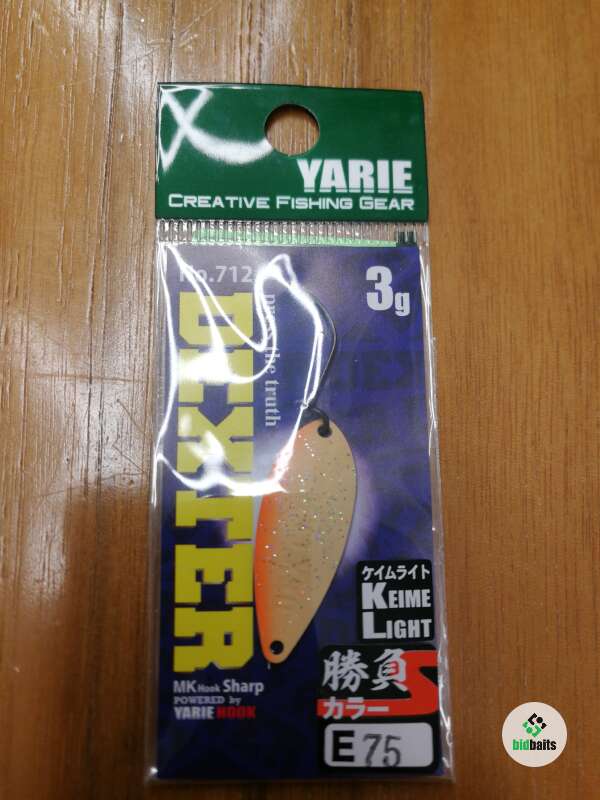 YARIE
CREATIVE FISHING GEAR
No.712
3g
DEXTER
the truth
ケイムライト
KEIME
LIGHT
勝負
カラー
S
MK Hook Sharp
POWERED by
YARIE HOOK
E 75
bidbaits